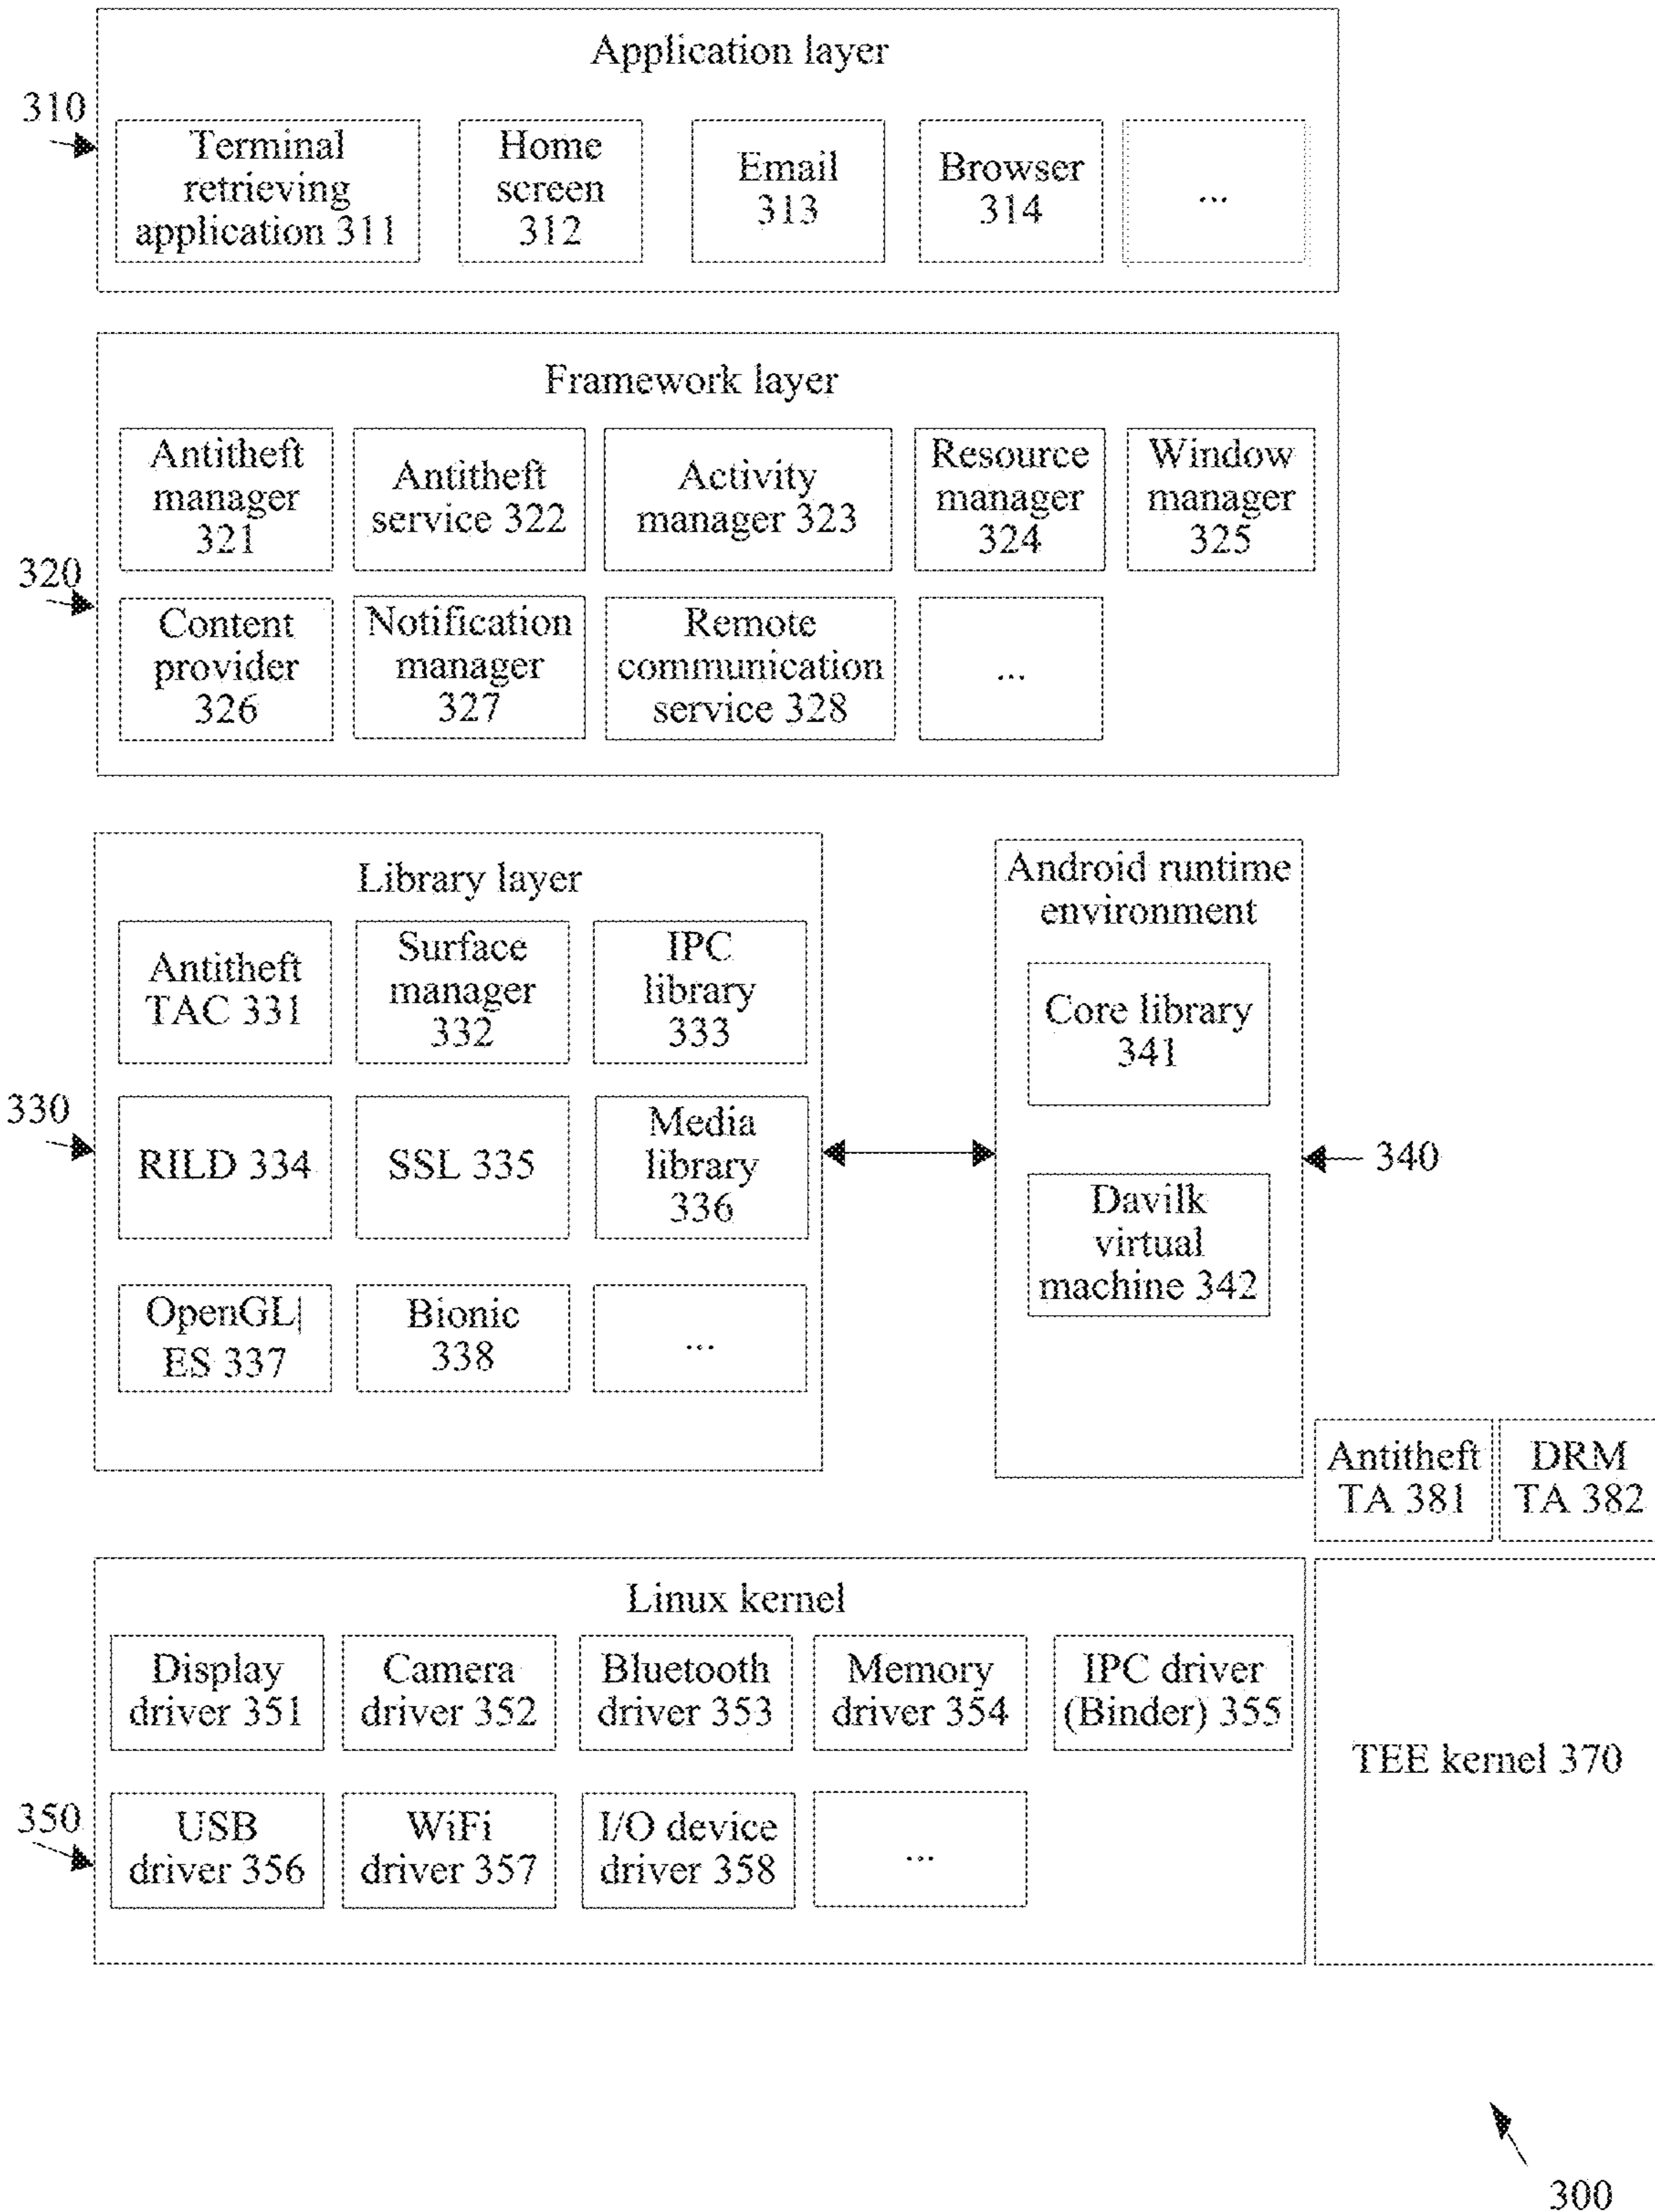 Application layer
310
Terminal
retrieving
application 311
Home
screen
312
Email
313
Browser
314
...
Framework layer
Antitheft
manager
321
Antitheft
service 322
Activity
manager 323
Resource
manager
324
Window
manager
325
320
Content
provider
326
Notification
manager
327
Remote
communication
service 328
...
Library layer
Antitheft
TAC 331
Surface
manager
332
IPC
library
333
330
RILD 334
SSL 335
Media
library
336
OpenGL|
ES 337
Bionic
338
...
Android runtime
environment
Core library
341
Davilk
virtual
machine 342
340
Antitheft
TA 381
DRM
TA 382
Linux kernel
Display
driver 351
Camera
driver 352
Bluetooth
driver 353
Memory
driver 354
IPC driver
(Binder) 355
350
USB
driver 356
WiFi
driver 357
I/O device
driver 358
...
TEE kernel 370
300